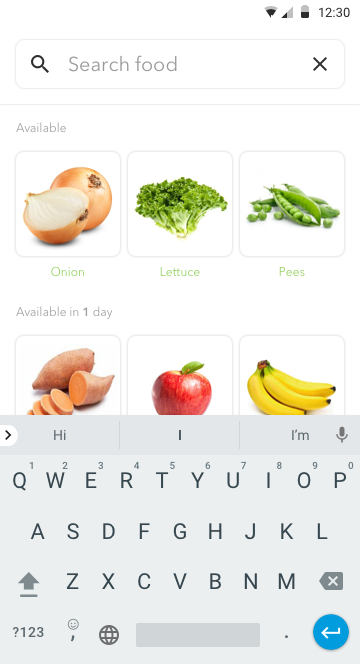 12:30
Search food
Available
Onion Lettuce Pees
Available in 1 day
Hi I I'm
1 2 3 4 5 6 7 8 9 0
Q W E R T Y U I O P
A S D F G H J K L
Z X C V B N M
?123 , .